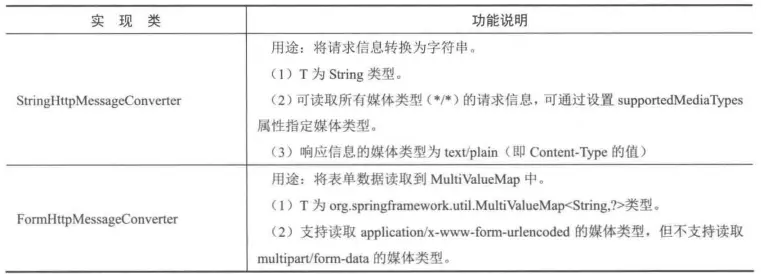 实 现 类
功能说明
StringHttpMessageConverter
用途：将请求信息转换为字符串。
（1）T 为 String 类型。
（2）可读取所有媒体类型（*/*）的请求信息，可通过设置 supportedMediaTypes
属性指定媒体类型。
（3）响应信息的媒体类型为 text/plain（即 Content-Type 的值）
FormHttpMessageConverter
用途：将表单数据读取到 MultiValueMap 中。
（1）T 为 org.springframework.util.MultiValueMap<String,?>类型。
（2）支持读取 application/x-www-form-urlencoded 的媒体类型，但不支持读取
multipart/form-data 的媒体类型。